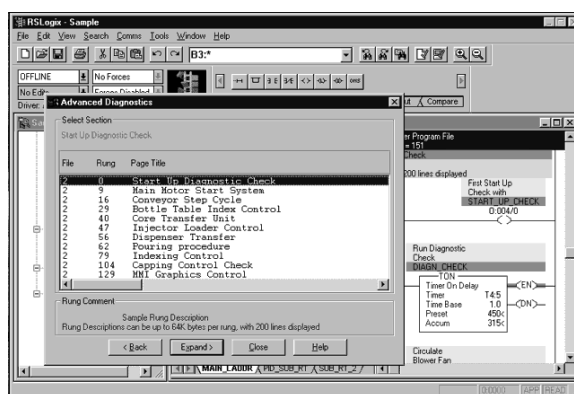 RSLogix - Sample
File Edit View Search Comms Tools Window Help
B3:*
OFFLINE
No Forces
No Edits
Forces Disabled
Driver:
Compare
Advanced Diagnostics
Select Section
Start Up Diagnostic Check
File Rung Page Title
2 0 Start Up Diagnostic Check
2 9 Main Motor Start System
2 16 Conveyor Step Cycle
2 29 Bottle Table Index Control
2 40 Core Transfer Unit
2 47 Injector Loader Control
2 56 Dispenser Transfer
2 62 Pouring procedure
2 79 Indexing Control
2 104 Capping Control Check
2 129 MMI Graphics Control
Rung Comment
Sample Rung Description
Rung Descriptions can be up to 64K bytes per rung, with 200 lines displayed
< Back Expand > Close Help
er Program File
= 151
Check
200 lines displayed
First Start Up
Check with
START_UP_CHECK
O:004/0
Run Diagnostic
Check
DIAGN_CHECK
TON
Timer On Delay
Timer T4:5
Time Base 1.0
Preset 450<
Accum 315<
EN
DN
Circulate
Blower Fan
MAIN_LADDR PID_SUB_RT SUB_RT_2
0:0000 APP READ